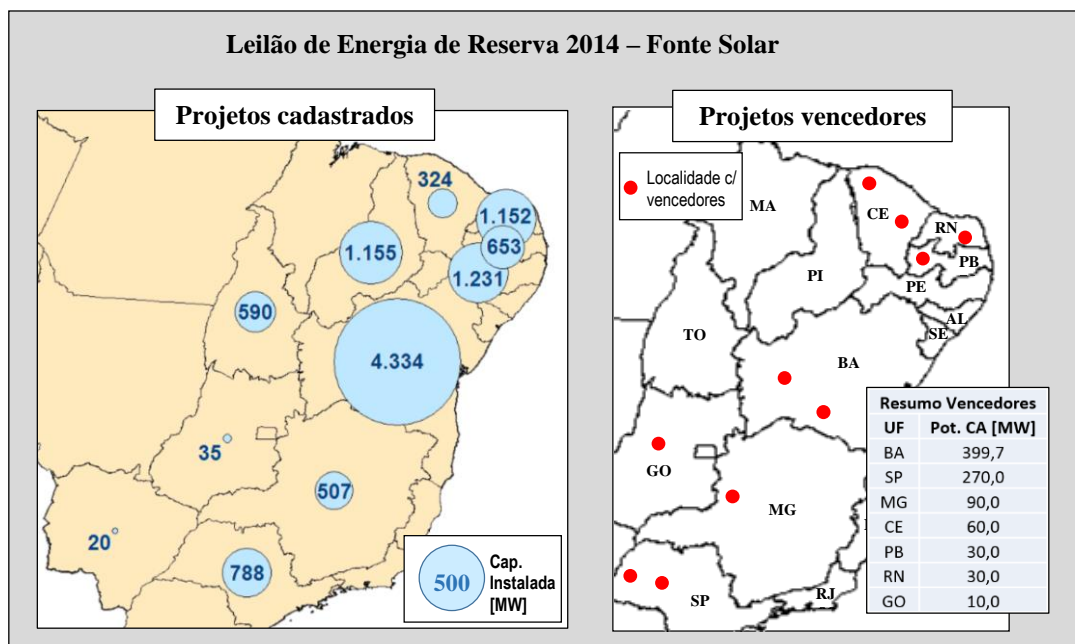 Leilão de Energia de Reserva 2014 – Fonte Solar
Projetos cadastrados
324
1.152
653
1.155
1.231
590
4.334
35
507
20
788
500
Cap.
Instalada
[MW]
Projetos vencedores
Localidade c/
vencedores
MA
CE
RN
PB
PI
PE
AL
SE
TO
BA
GO
MG
SP
RJ
Resumo Vencedores
UF Pot. CA [MW]
BA 399,7
SP 270,0
MG 90,0
CE 60,0
PB 30,0
RN 30,0
GO 10,0